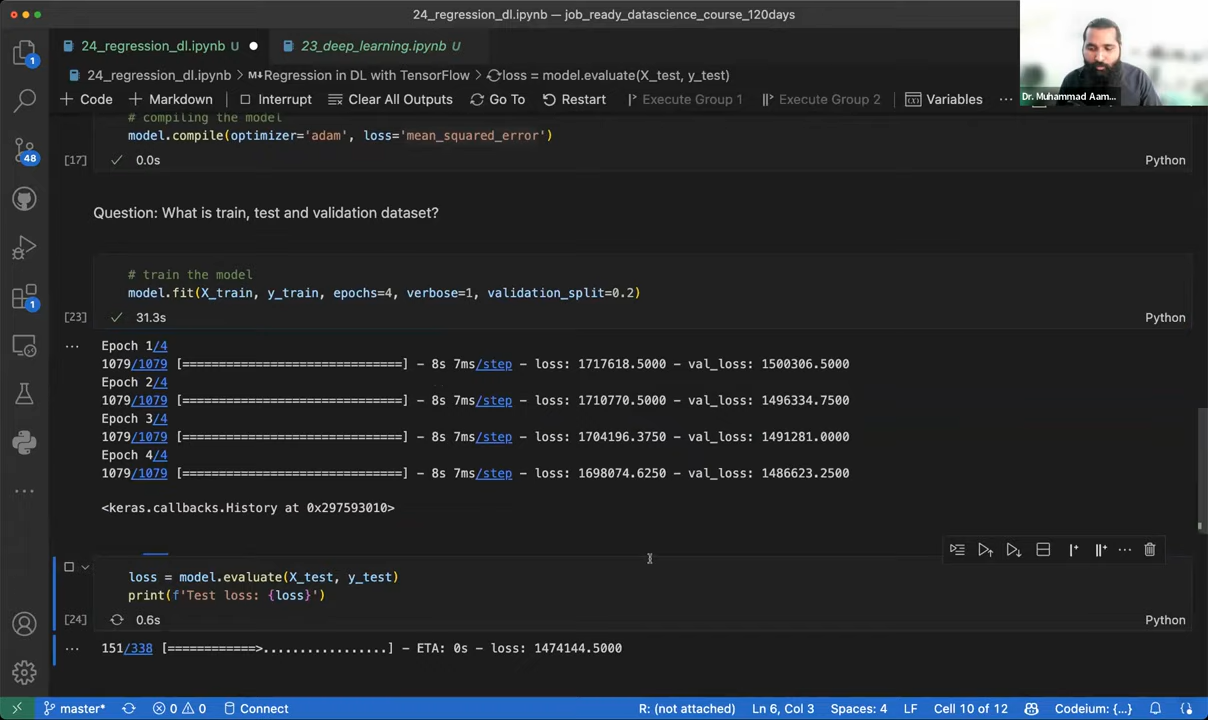 24_regression_dl.ipynb — job_ready_datascience_course_120days
24_regression_dl.ipynb U
23_deep_learning.ipynb U
24_regression_dl.ipynb > M↓Regression in DL with TensorFlow > loss = model.evaluate(X_test, y_test)
+ Code + Markdown Interrupt Clear All Outputs Go To Restart Execute Group 1 Execute Group 2 Variables ...
Dr. Muhammad Aam...
# compiling the model
model.compile(optimizer='adam', loss='mean_squared_error')
[17] 0.0s Python
Question: What is train, test and validation dataset?
# train the model
model.fit(X_train, y_train, epochs=4, verbose=1, validation_split=0.2)
[23] 31.3s Python
Epoch 1/4
1079/1079 [==============================] - 8s 7ms/step - loss: 1717618.5000 - val_loss: 1500306.5000
Epoch 2/4
1079/1079 [==============================] - 8s 7ms/step - loss: 1710770.5000 - val_loss: 1496334.7500
Epoch 3/4
1079/1079 [==============================] - 8s 7ms/step - loss: 1704196.3750 - val_loss: 1491281.0000
Epoch 4/4
1079/1079 [==============================] - 8s 7ms/step - loss: 1698074.6250 - val_loss: 1486623.2500
<keras.callbacks.History at 0x297593010>
loss = model.evaluate(X_test, y_test)
print(f'Test loss: {loss}')
[24] 0.6s Python
151/338 [============>.................] - ETA: 0s - loss: 1474144.5000
1
48
1
master* 0 0 Connect R: (not attached) Ln 6, Col 3 Spaces: 4 LF Cell 10 of 12 Codeium: {...}